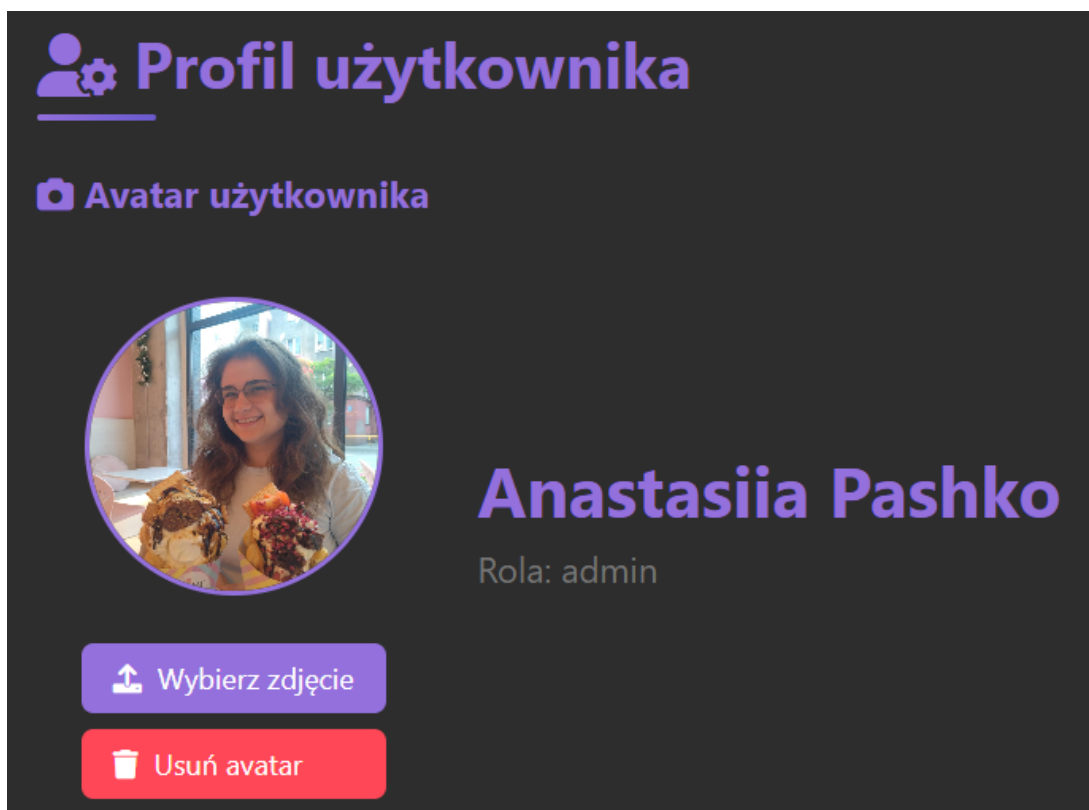 Profil użytkownika
Avatar użytkownika
Anastasiia Pashko
Rola: admin
Wybierz zdjęcie
Usuń avatar